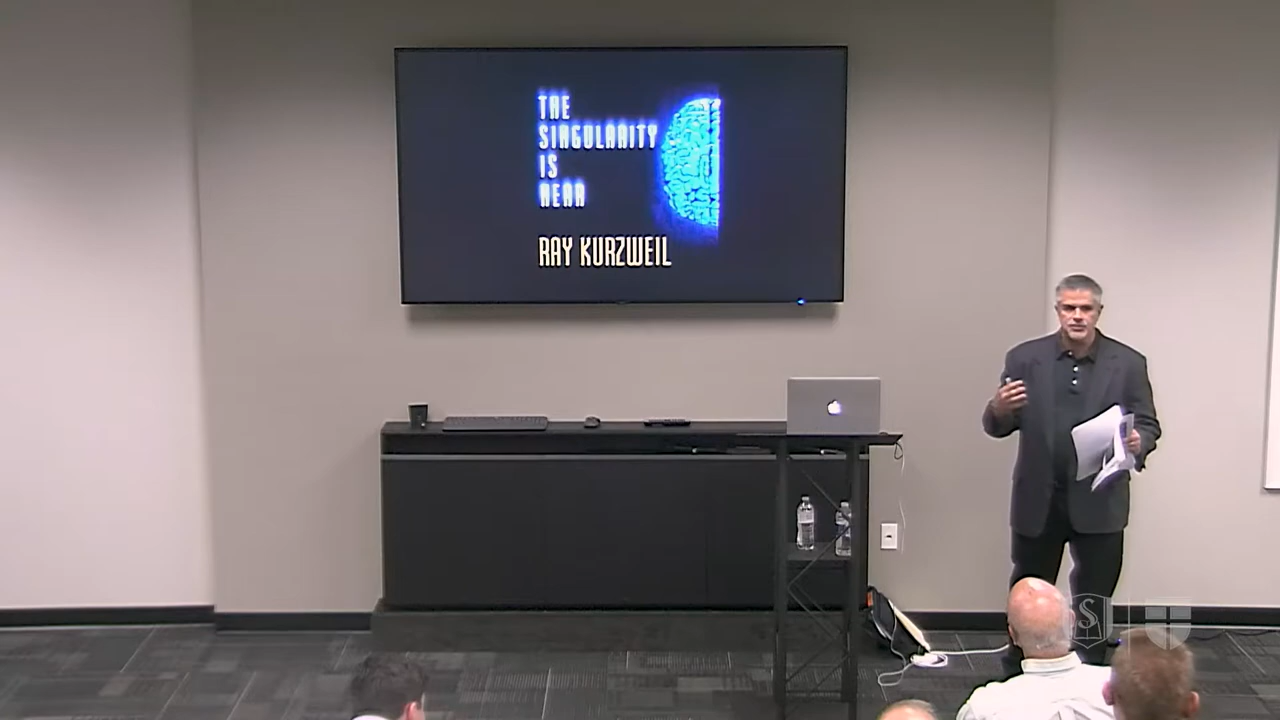 THE
SINGULARITY
IS
NEAR
RAY KURZWEIL
S